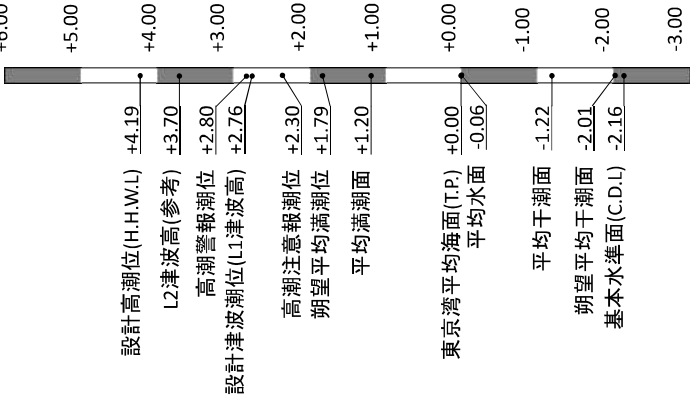 +6.00
+5.00
+4.00
+3.00
+2.00
+1.00
+0.00
-1.00
-2.00
-3.00
設計高潮位(H.H.W.L) +4.19
L2津波高(参考) +3.70
高潮警報潮位 +2.80
設計津波潮位(L1津波高) +2.76
高潮注意報潮位 +2.30
朔望平均満潮位 +1.79
平均満潮面 +1.20
東京湾平均海面(T.P.) +0.00
平均水面 -0.06
平均干潮面 -1.22
朔望平均干潮面 -2.01
基本水準面(C.D.L) -2.16